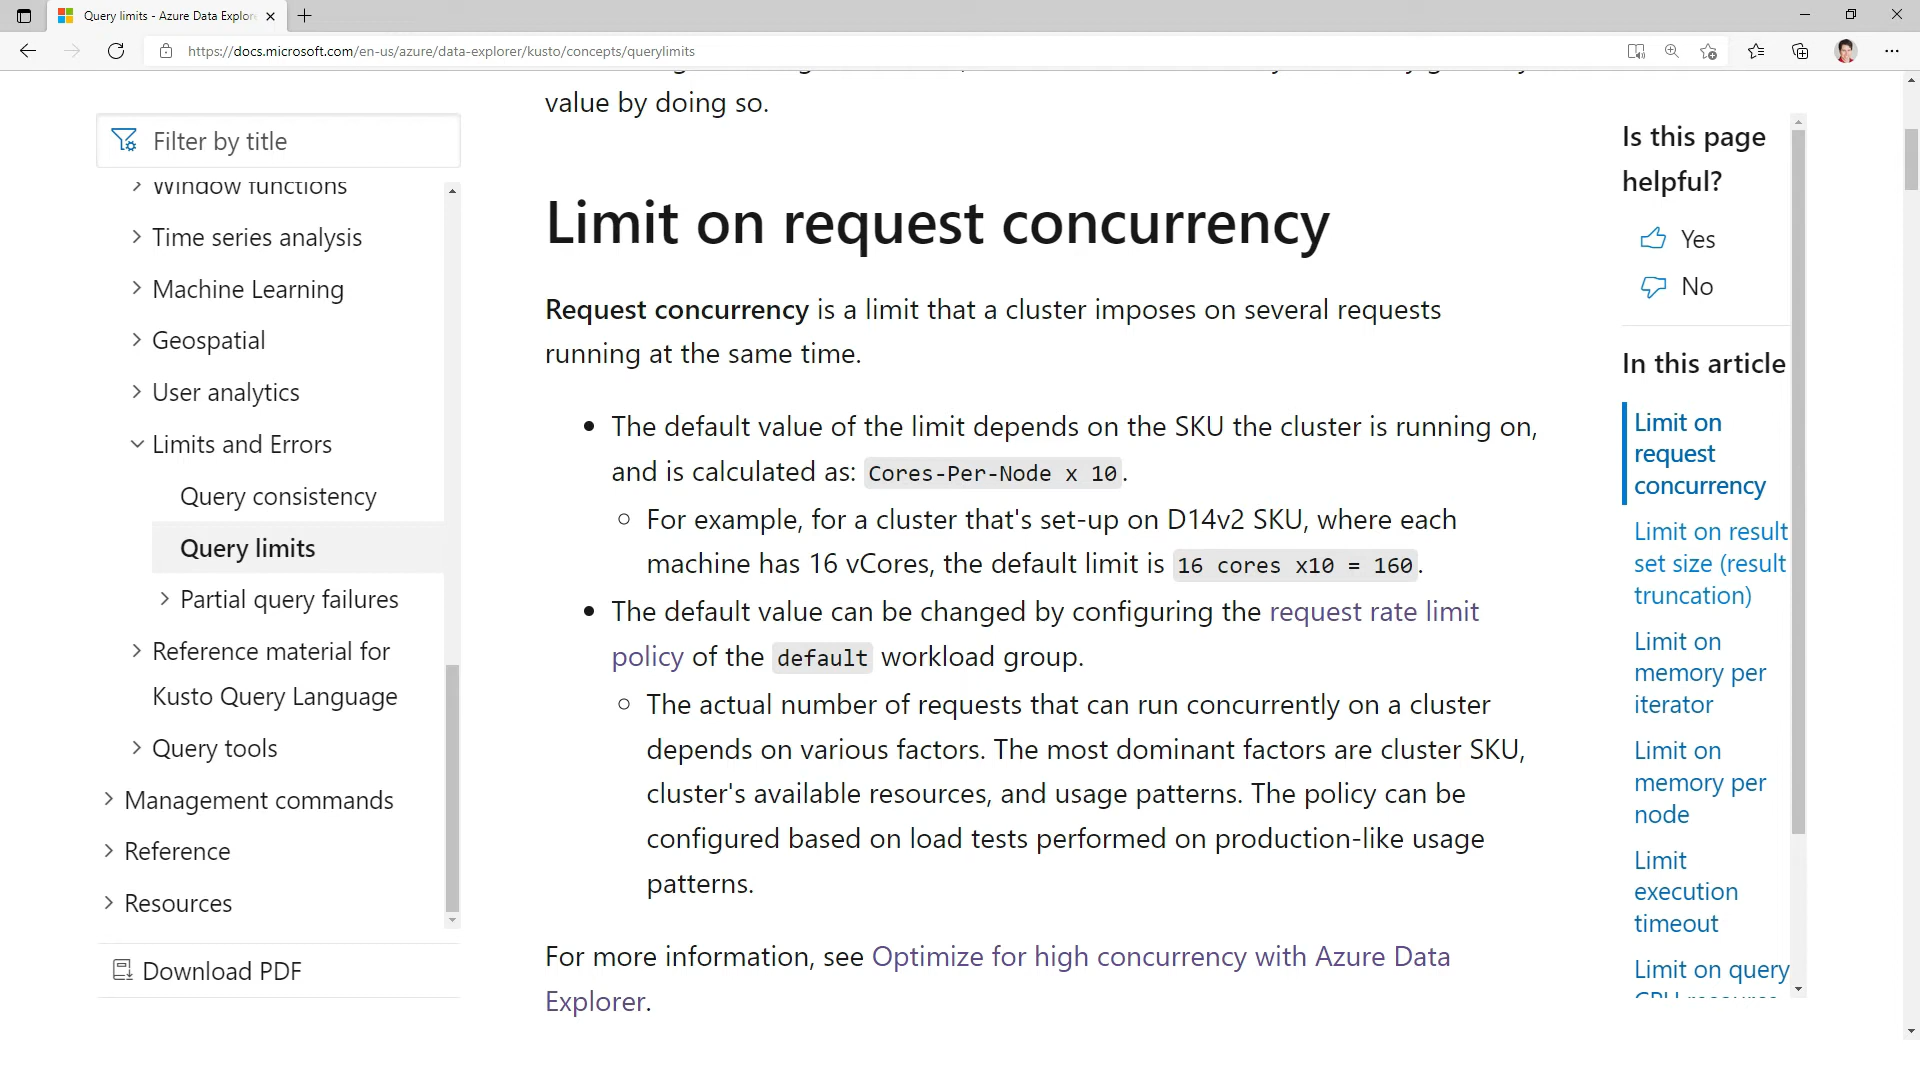 Query limits - Azure Data Explor
https://docs.microsoft.com/en-us/azure/data-explorer/kusto/concepts/querylimits
value by doing so.
Filter by title
Window functions
Time series analysis
Machine Learning
Geospatial
User analytics
Limits and Errors
Query consistency
Query limits
Partial query failures
Reference material for
Kusto Query Language
Query tools
Management commands
Reference
Resources
Download PDF
Limit on request concurrency
Request concurrency is a limit that a cluster imposes on several requests
running at the same time.
The default value of the limit depends on the SKU the cluster is running on,
and is calculated as: Cores-Per-Node x 10.
For example, for a cluster that's set-up on D14v2 SKU, where each
machine has 16 vCores, the default limit is 16 cores x10 = 160.
The default value can be changed by configuring the request rate limit
policy of the default workload group.
The actual number of requests that can run concurrently on a cluster
depends on various factors. The most dominant factors are cluster SKU,
cluster's available resources, and usage patterns. The policy can be
configured based on load tests performed on production-like usage
patterns.
For more information, see Optimize for high concurrency with Azure Data
Explorer.
Is this page
helpful?
Yes
No
In this article
Limit on
request
concurrency
Limit on result
set size (result
truncation)
Limit on
memory per
iterator
Limit on
memory per
node
Limit
execution
timeout
Limit on query